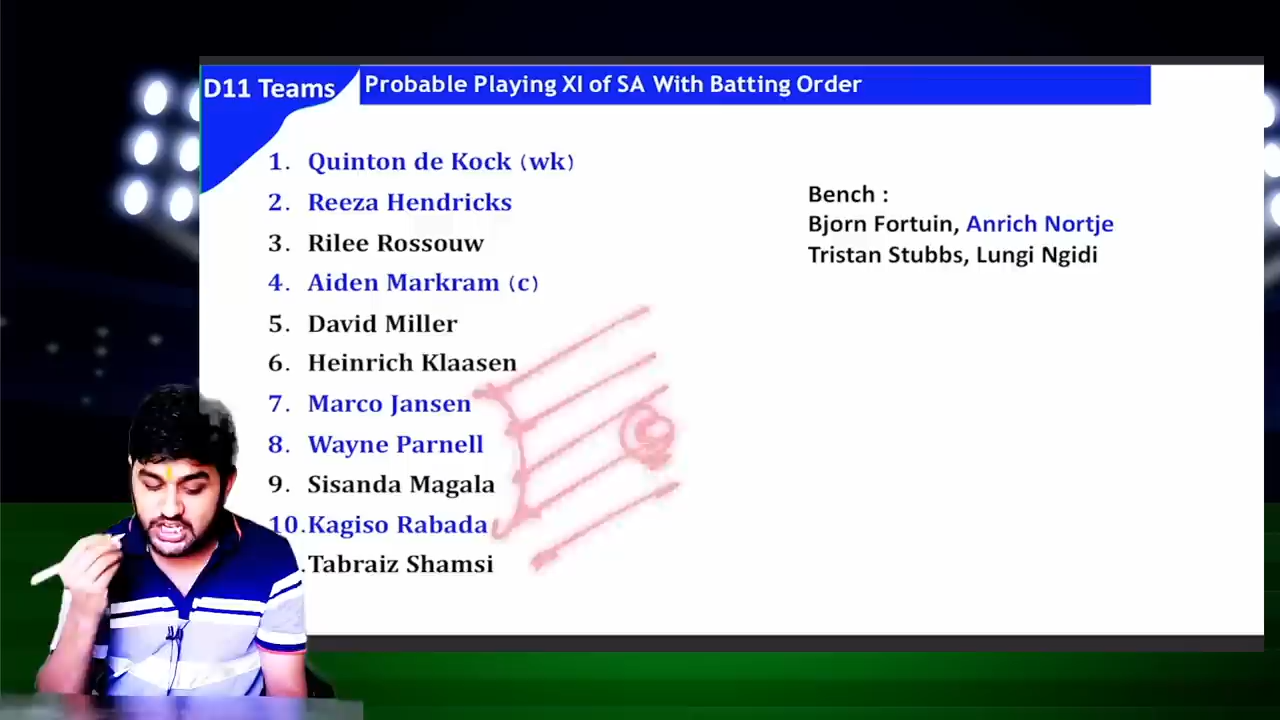 D11 Teams
Probable Playing XI of SA With Batting Order
1. Quinton de Kock (wk)
2. Reeza Hendricks
3. Rilee Rossouw
4. Aiden Markram (c)
5. David Miller
6. Heinrich Klaasen
7. Marco Jansen
8. Wayne Parnell
9. Sisanda Magala
10.Kagiso Rabada
.Tabraiz Shamsi
Bench :
Bjorn Fortuin, Anrich Nortje
Tristan Stubbs, Lungi Ngidi